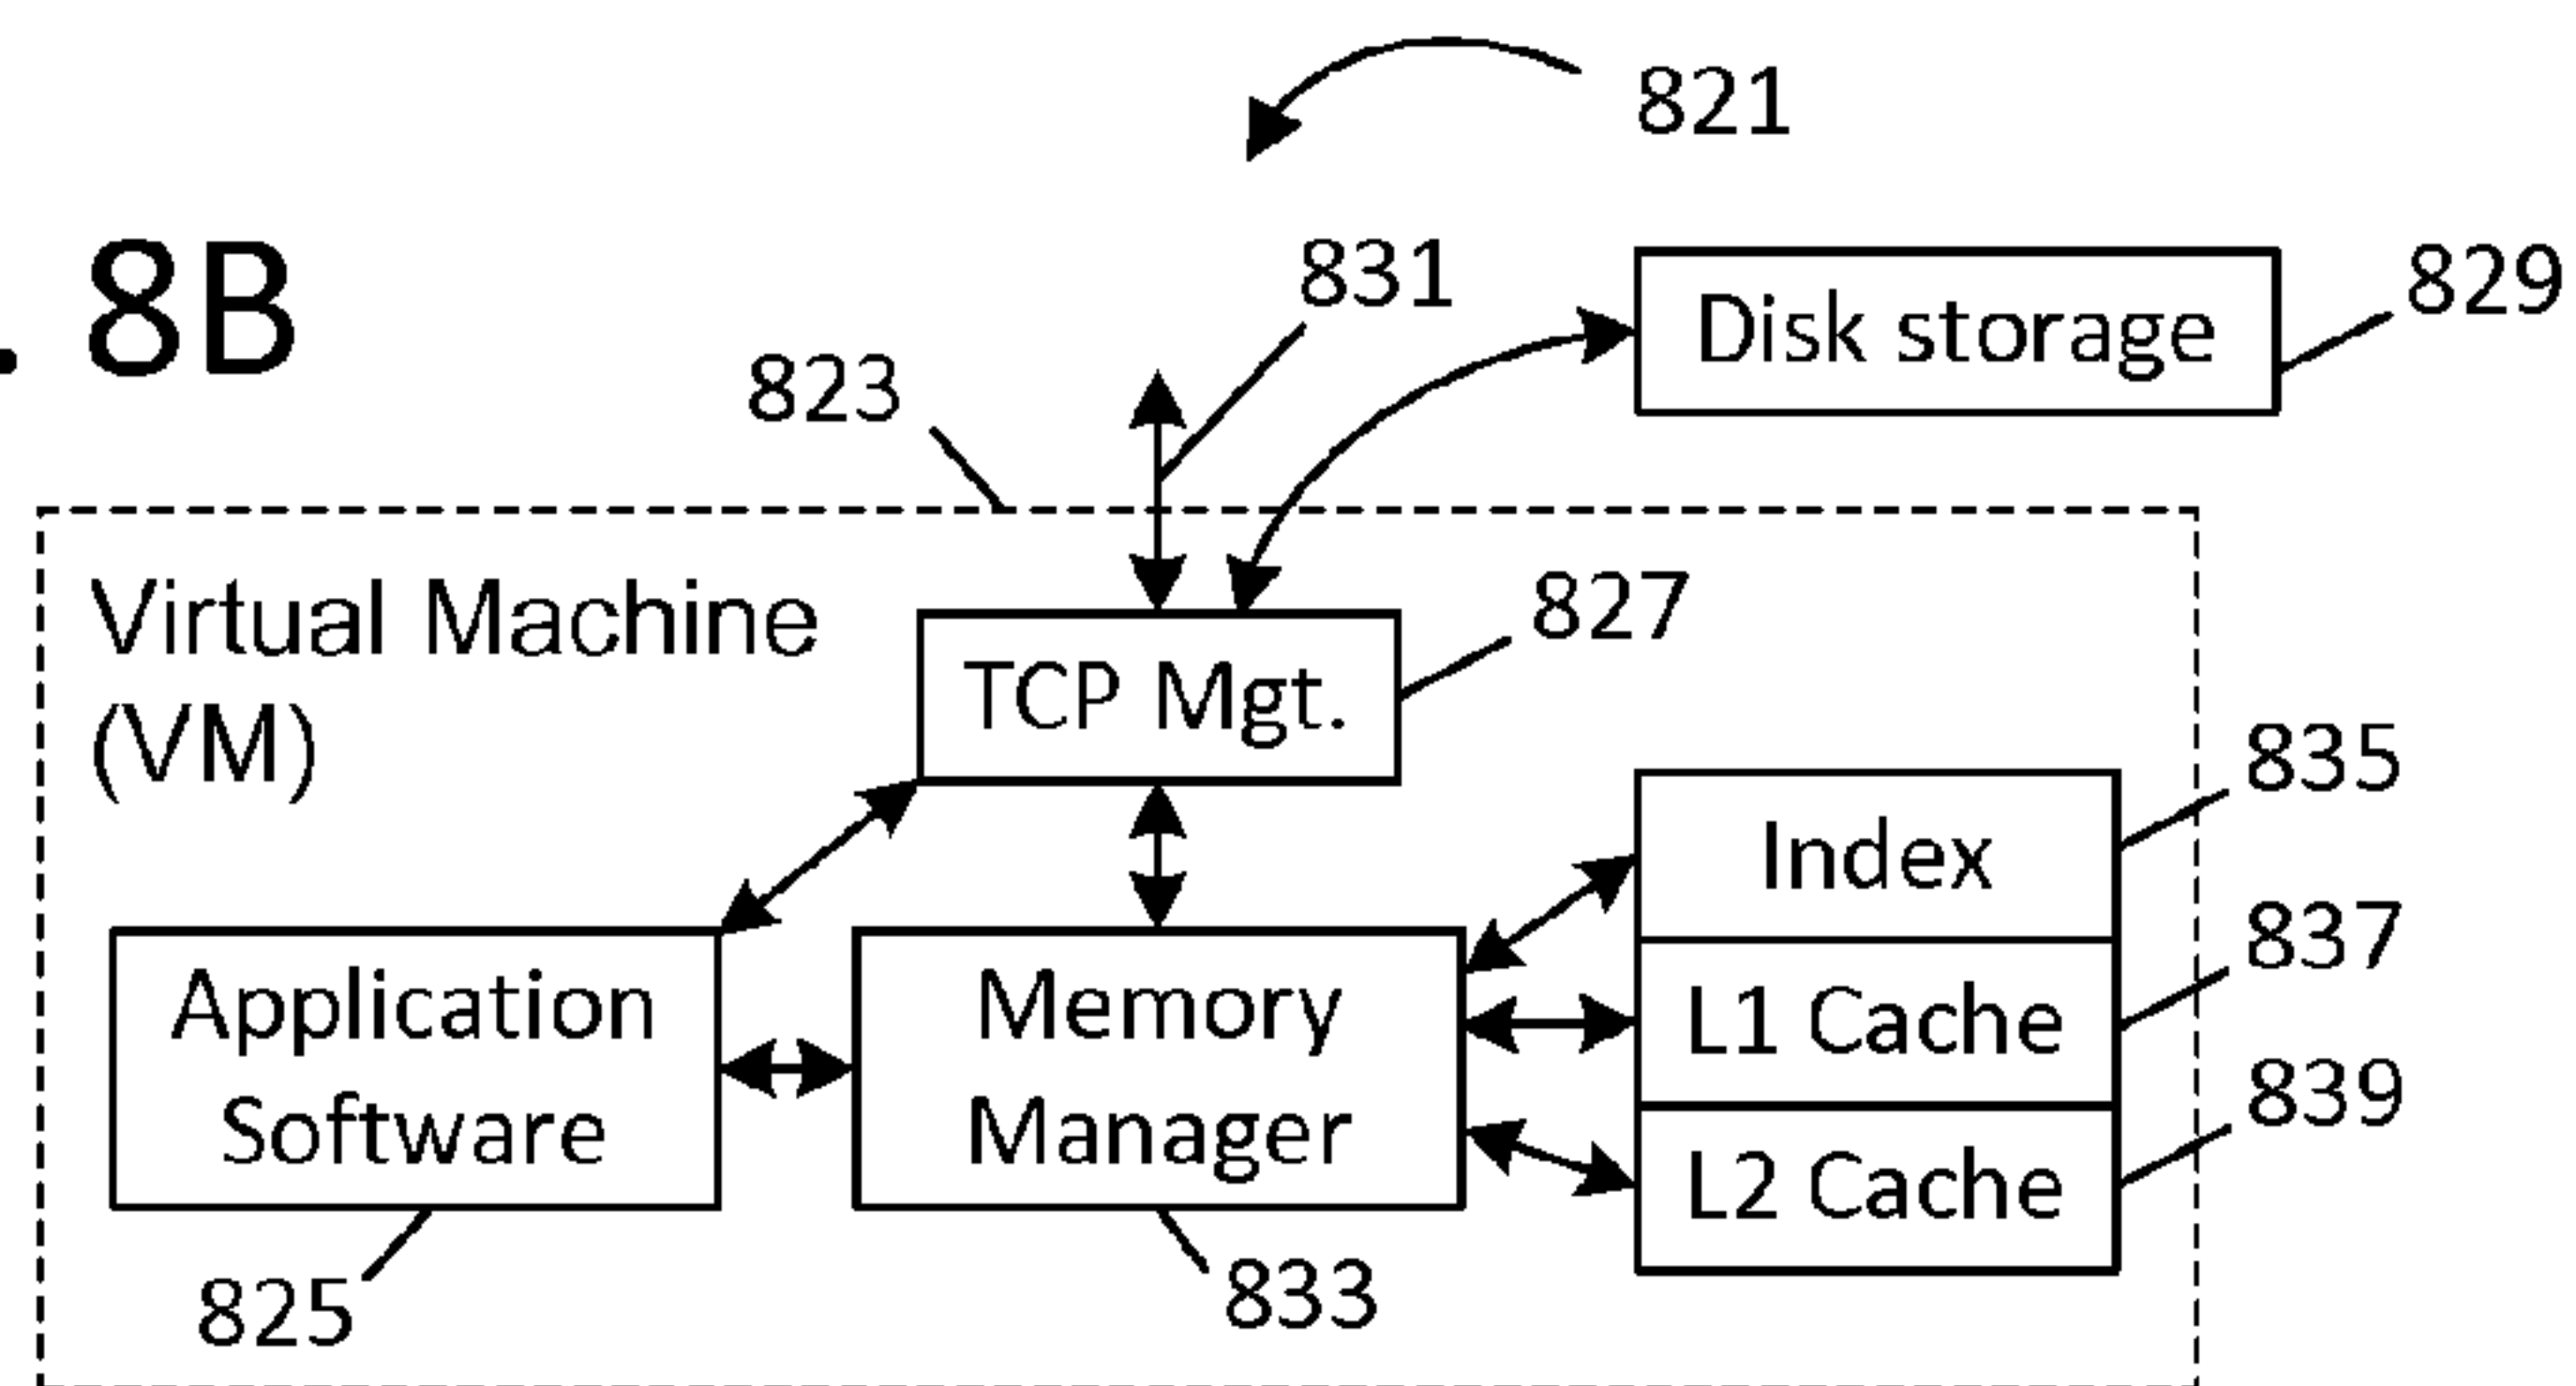 821
. 8B
831
829
Disk storage
823
Virtual Machine
(VM)
827
TCP Mgt.
835
Index
837
Application
Software
Memory
Manager
L1 Cache
839
L2 Cache
825
833